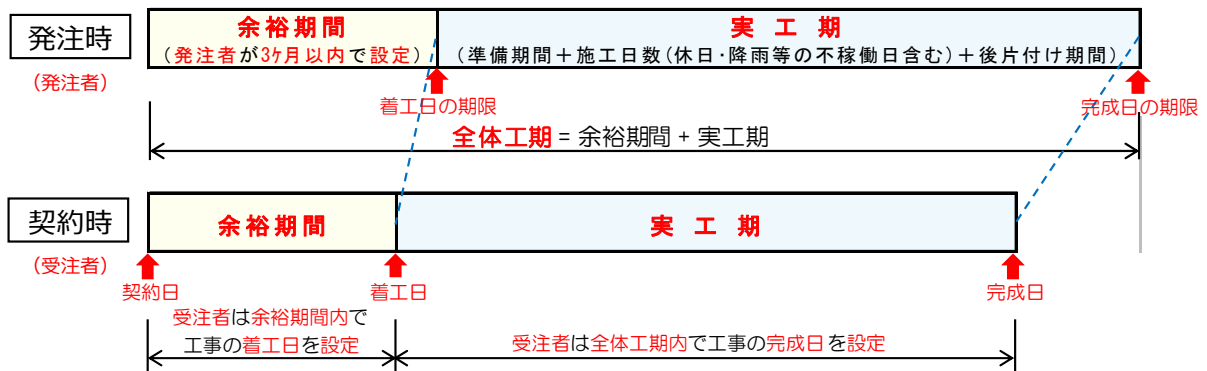 発注時
(発注者)
余裕期間
(発注者が3ヶ月以内で設定)
実工期
(準備期間+施工日数(休日・降雨等の不稼働日含む)+後片付け期間)
着工日の期限
完成日の期限
全体工期 = 余裕期間 + 実工期
契約時
(受注者)
余裕期間
実工期
契約日
着工日
完成日
受注者は余裕期間内で
工事の着工日を設定
受注者は全体工期内で工事の完成日を設定